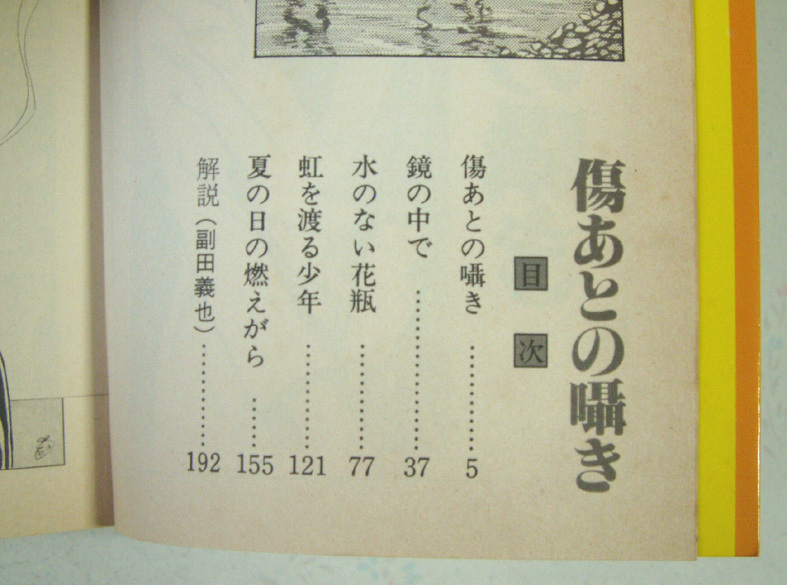 傷あとの囁き
目次
傷あとの囁き…………5
鏡の中で………………37
水のない花瓶…………77
虹を渡る少年…………121
夏の日の燃えがら……155
解説（副田義也）…………192